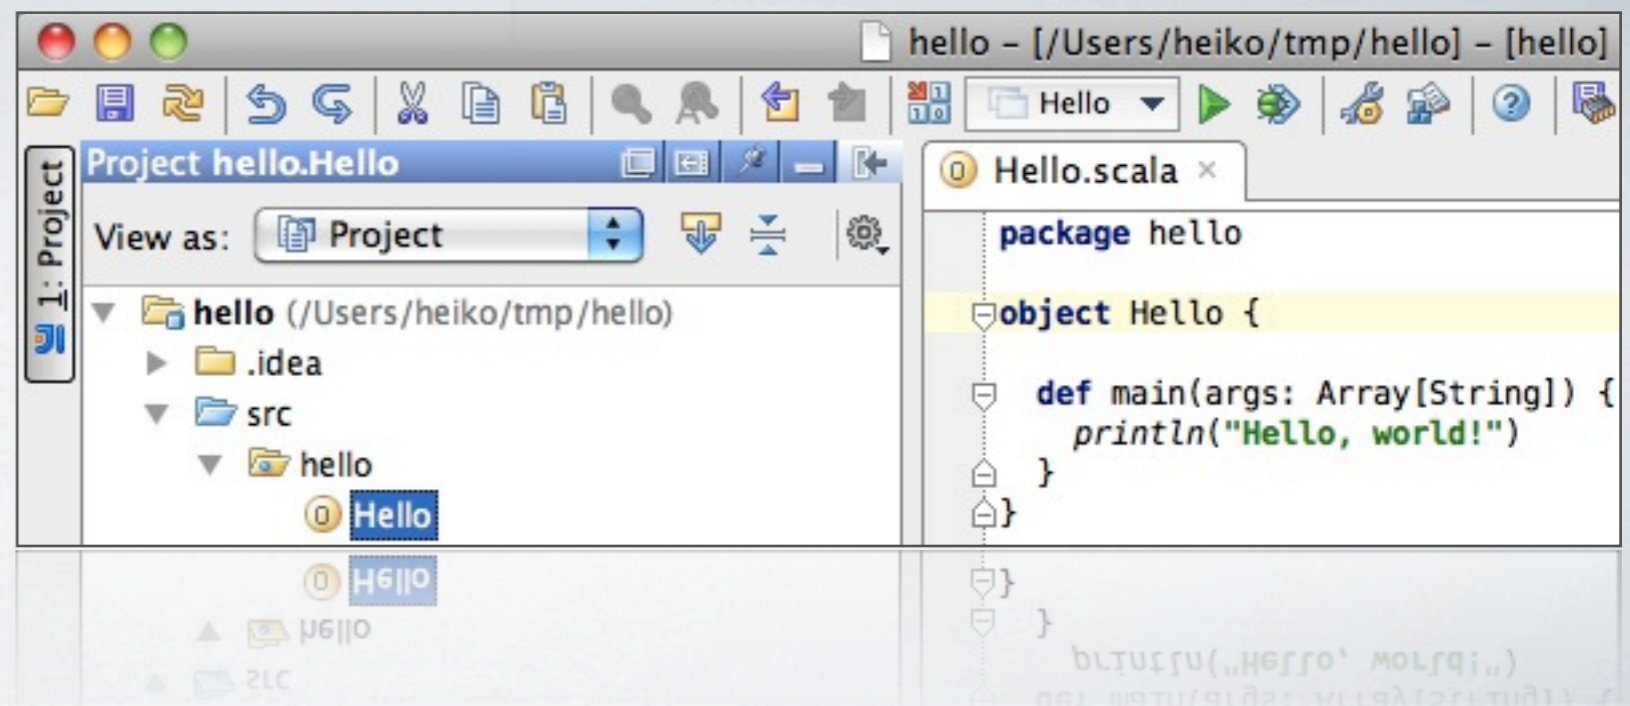 hello – [/Users/heiko/tmp/hello] – [hello]
Hello
1: Project
Project hello.Hello
View as: Project
hello (/Users/heiko/tmp/hello)
.idea
src
hello
Hello
Hello.scala
package hello
object Hello {
def main(args: Array[String]) {
println("Hello, world!")
}
}